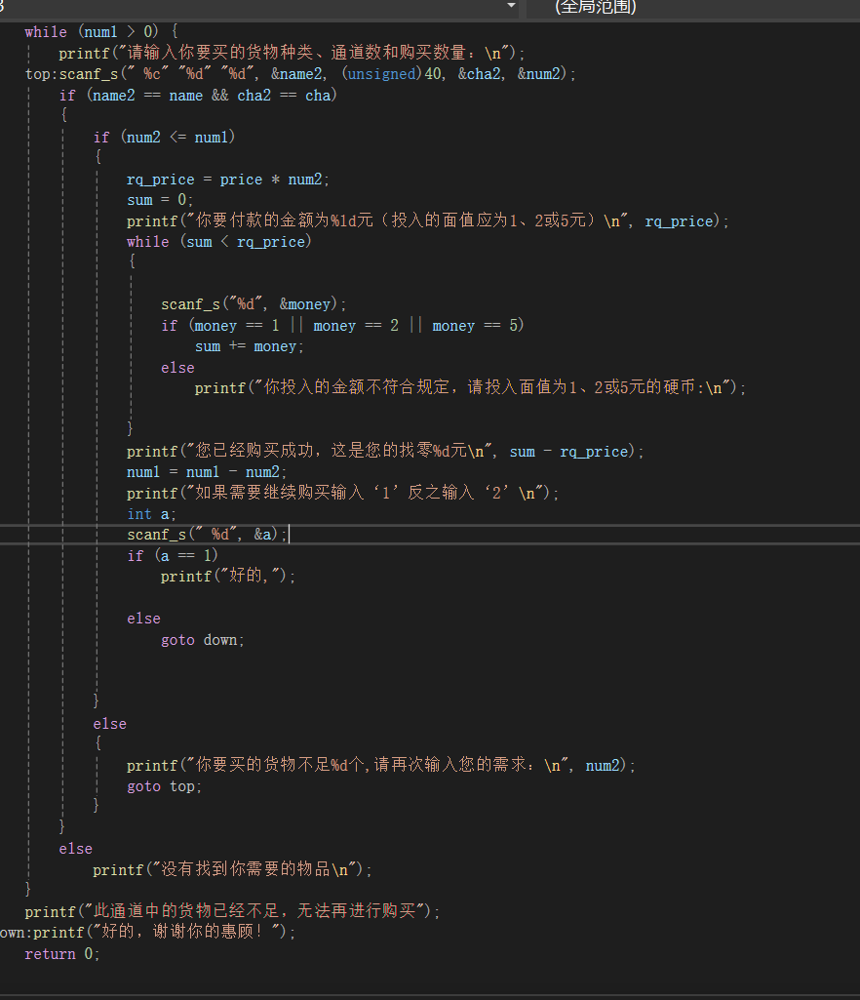 3 (全局范围)
while (num1 > 0) {
printf("请输入你要买的货物种类、通道数和购买数量：\n");
top:scanf_s(" %c" "%d" "%d", &name2, (unsigned)40, &cha2, &num2);
if (name2 == name && cha2 == cha)
{
if (num2 <= num1)
{
rq_price = price * num2;
sum = 0;
printf("你要付款的金额为%1d元（投入的面值应为1、2或5元）\n", rq_price);
while (sum < rq_price)
{
scanf_s("%d", &money);
if (money == 1 || money == 2 || money == 5)
sum += money;
else
printf("你投入的金额不符合规定，请投入面值为1、2或5元的硬币:\n");
}
printf("您已经购买成功，这是您的找零%d元\n", sum - rq_price);
num1 = num1 - num2;
printf("如果需要继续购买输入‘1’反之输入‘2’\n");
int a;
scanf_s(" %d", &a);
if (a == 1)
printf("好的,");
else
goto down;
}
else
{
printf("你要买的货物不足%d个,请再次输入您的需求：\n", num2);
goto top;
}
}
else
printf("没有找到你需要的物品\n");
}
printf("此通道中的货物已经不足，无法再进行购买");
own:printf("好的，谢谢你的惠顾！");
return 0;